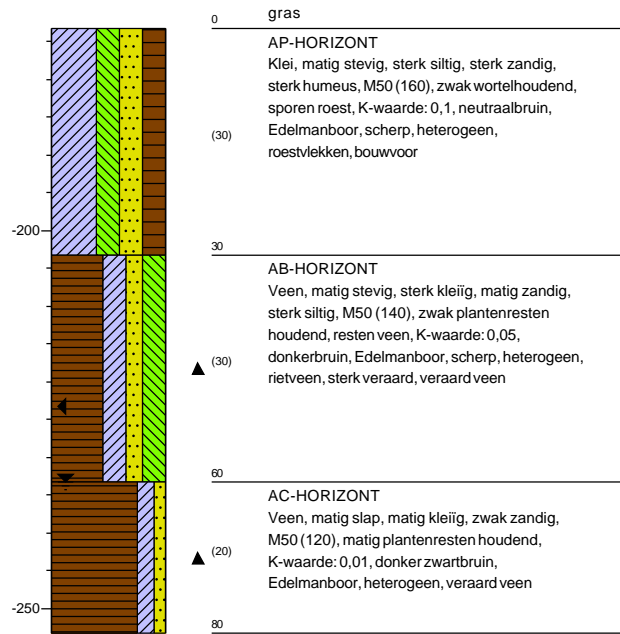 0 gras
AP-HORIZONT
Klei, matig stevig, sterk siltig, sterk zandig,
sterk humeus, M50 (160), zwak wortelhoudend,
sporen roest, K-waarde: 0,1, neutraalbruin,
(30)
Edelmanboor, scherp, heterogeen,
roestvlekken, bouwvoor
-200
30
AB-HORIZONT
Veen, matig stevig, sterk kleiïg, matig zandig,
sterk siltig, M50 (140), zwak plantenresten
houdend, resten veen, K-waarde: 0,05,
(30)
donkerbruin, Edelmanboor, scherp, heterogeen,
rietveen, sterk veraard, veraard veen
60
AC-HORIZONT
Veen, matig slap, matig kleiïg, zwak zandig,
M50 (120), matig plantenresten houdend,
(20)
K-waarde: 0,01, donker zwartbruin,
Edelmanboor, heterogeen, veraard veen
-250
80